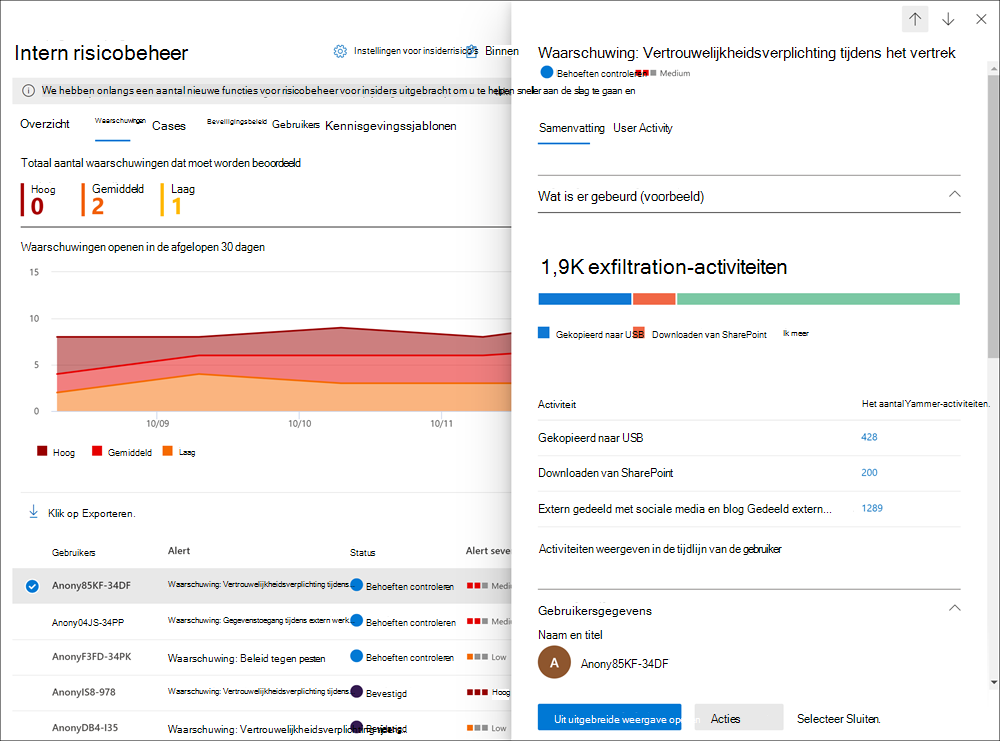 Intern risicobeheer
Instellingen voor insiderrisico's
Binnen
We hebben onlangs een aantal nieuwe functies voor risicobeheer voor insiders uitgebracht om u te helpen sneller aan de slag te gaan en
Overzicht
Waarschuwingen
Cases
Beveiligingsbeleid
Gebruikers
Kennisgevingssjablonen
Totaal aantal waarschuwingen dat moet worden beoordeeld
Hoog
Gemiddeld
Laag
0
2
1
Waarschuwingen openen in de afgelopen 30 dagen
15
10
5
0
10/09
10/10
10/11
Hoog
Gemiddeld
Laag
Klik op Exporteren.
Gebruikers
Alert
Status
Alert seve
Anony85KF-34DF
Waarschuwing: Vertrouwelijkheidsverplichting tijdens...
Behoeften controleren
Medi
Anony04JS-34PP
Waarschuwing: Gegevenstoegang tijdens extern werk...
Behoeften controleren
Medi
AnonyF3FD-34PK
Waarschuwing: Beleid tegen pesten
Behoeften controleren
Low
AnonyIS8-978
Waarschuwing: Vertrouwelijkheidsverplichting tijdens...
Bevestigd
Hoog
AnonyDB4-I35
Waarschuwing: Vertrouwelijkheidsverplichting
Low
Waarschuwing: Vertrouwelijkheidsverplichting tijdens het vertrek
Behoeften controleren
Medium
Samenvatting
User Activity
Wat is er gebeurd (voorbeeld)
1,9K exfiltration-activiteiten
Gekopieerd naar USB
Downloaden van SharePoint
Ik meer
Activiteit
Het aantal Yammer-activiteiten.
Gekopieerd naar USB
428
Downloaden van SharePoint
200
Extern gedeeld met sociale media en blog Gedeeld extern...
1289
Activiteiten weergeven in de tijdlijn van de gebruiker
Gebruikersgegevens
Naam en titel
A
Anony85KF-34DF
Uit uitgebreide weergave
Acties
Selecteer Sluiten.